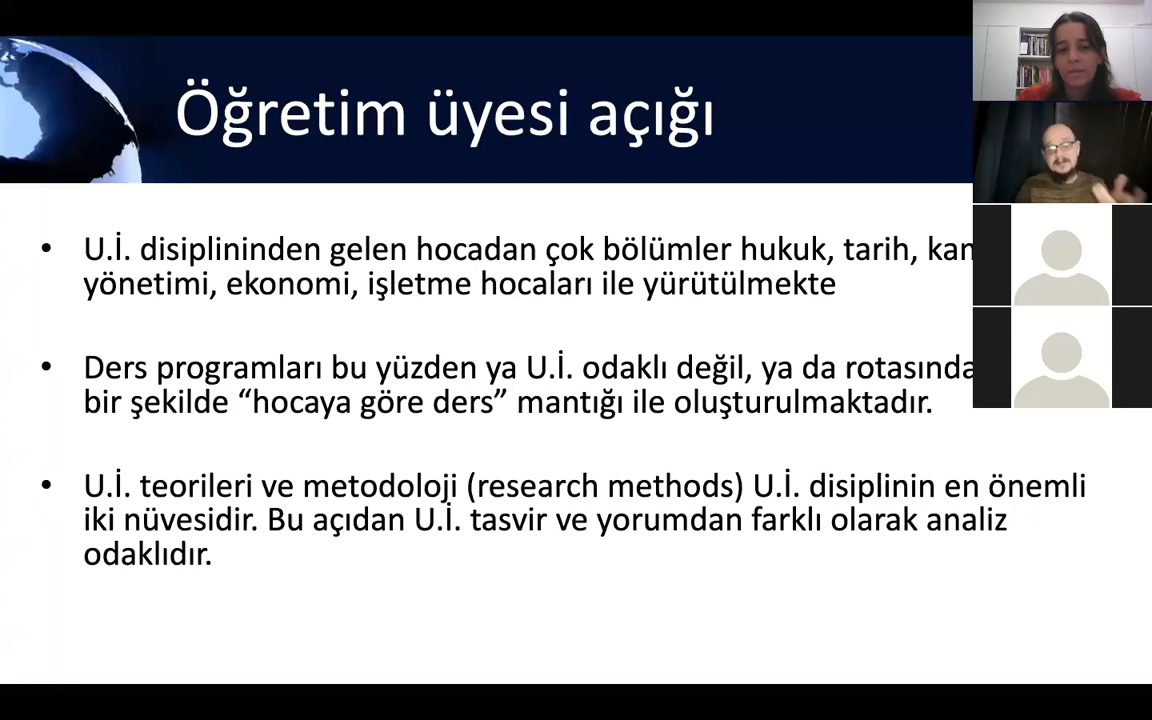 Öğretim üyesi açığı
• U.İ. disiplininden gelen hocadan çok bölümler hukuk, tarih,
yönetimi, ekonomi, işletme hocaları ile yürütülmekte
• Ders programları bu yüzden ya U.İ. odaklı değil, ya da
bir şekilde “hocaya göre ders” mantığı ile oluşturulmaktadır.
• U.İ. teorileri ve metodoloji (research methods) U.İ. disiplinin en önemli
iki nüvesidir. Bu açıdan U.İ. tasvir ve yorumdan farklı olarak analiz
odaklıdır.